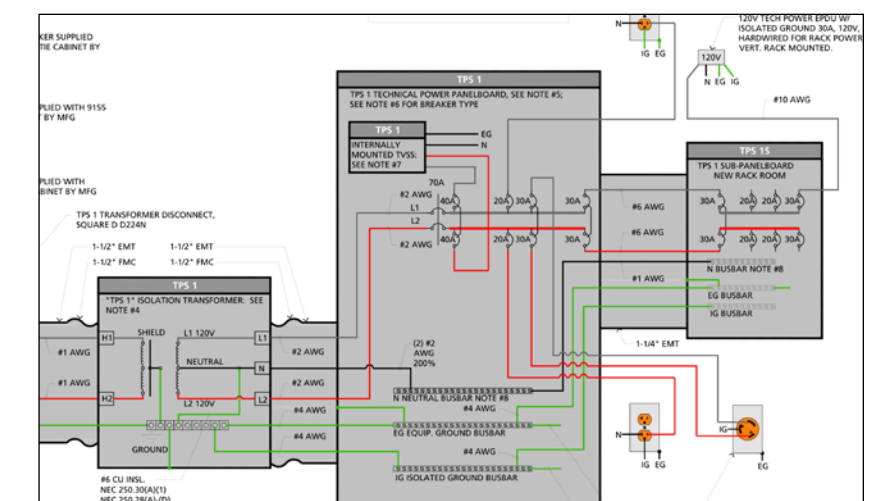 KER SUPPLIED
TIE CABINET BY
PLIED WITH 9155
BY MFG
PLIED WITH
BINET BY MFG
TPS 1 TRANSFORMER DISCONNECT,
SQUARE D D224N
1-1/2" EMT 1-1/2" EMT
1-1/2" FMC 1-1/2" FMC
TPS 1
"TPS 1" ISOLATION TRANSFORMER: SEE
NOTE #4
H1
SHIELD
L1 120V
L1
#1 AWG
NEUTRAL
N
#2 AWG
#1 AWG
H2
L2 120V
L2
#2 AWG
#4 AWG
#4 AWG
GROUND
#6 CU INSL.
NEC 250.30(A)(1)
NEC 250.28(A)-(D)
TPS 1
TPS 1 TECHNICAL POWER PANELBOARD, SEE NOTE #5;
SEE NOTE #6 FOR BREAKER TYPE
TPS 1
INTERNALLY
MOUNTED TVSS:
SEE NOTE #7
EG
N
70A
#2 AWG
L1
L2
#2 AWG
40A 20A 30A 30A
40A 20A 30A 30A
(2) #2
AWG
200%
N NEUTRAL BUSBAR NOTE #8
#4 AWG
EG EQUIP. GROUND BUSBAR
#4 AWG
IG ISOLATED GROUND BUSBAR
N
IG EG
120V TECH POWER EPDU W/
ISOLATED GROUND 30A, 120V,
HARDWIRED FOR RACK POWER
VERT. RACK MOUNTED.
120V
N EG IG
#10 AWG
TPS 1S
TPS 1 SUB-PANELBOARD
NEW RACK ROOM
#6 AWG
#6 AWG
#1 AWG
30A 20A 20A 30A
30A 20A 20A 30A
N BUSBAR NOTE #8
EG BUSBAR
IG BUSBAR
1-1/4" EMT
N
IG EG
IG
EG